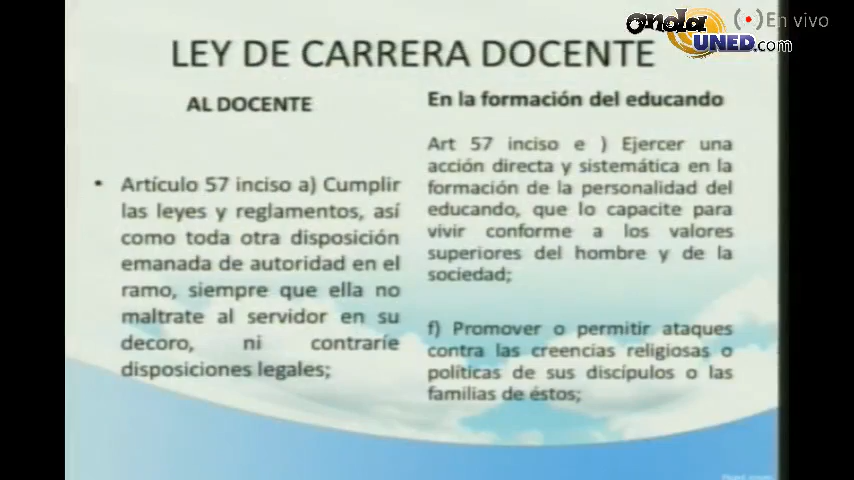 onda
UNED.com
En vivo
LEY DE CARRERA DOCENTE
AL DOCENTE
• Artículo 57 inciso a) Cumplir
las leyes y reglamentos, así
como toda otra disposición
emanada de autoridad en el
ramo, siempre que ella no
maltrate al servidor en su
decoro, ni contraríe
disposiciones legales;
En la formación del educando
Art 57 inciso e ) Ejercer una
acción directa y sistemática en la
formación de la personalidad del
educando, que lo capacite para
vivir conforme a los valores
superiores del hombre y de la
sociedad;
f) Promover o permitir ataques
contra las creencias religiosas o
políticas de sus discípulos o las
familias de éstos;